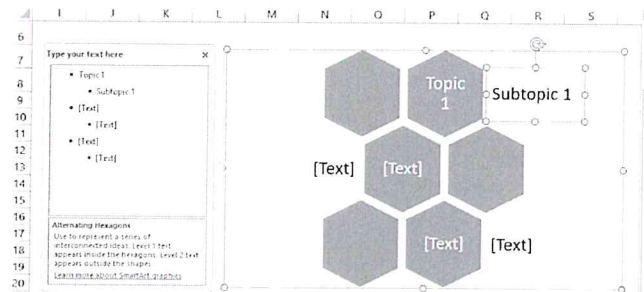 I J K L M N O P Q R S
6
7
8
9
10
11
12
13
14
15
16
17
18
19
20
Type your text here ×
• Topic 1
• Subtopic 1
• [Text]
• [Text]
• [Text]
• [Text]
Alternating Hexagons
Use to represent a series of
interconnected ideas. Level 1 text
appears inside the hexagons. Level 2 text
appears outside the shapes.
Learn more about SmartArt graphics
Topic
1
Subtopic 1
[Text]
[Text]
[Text]
[Text]